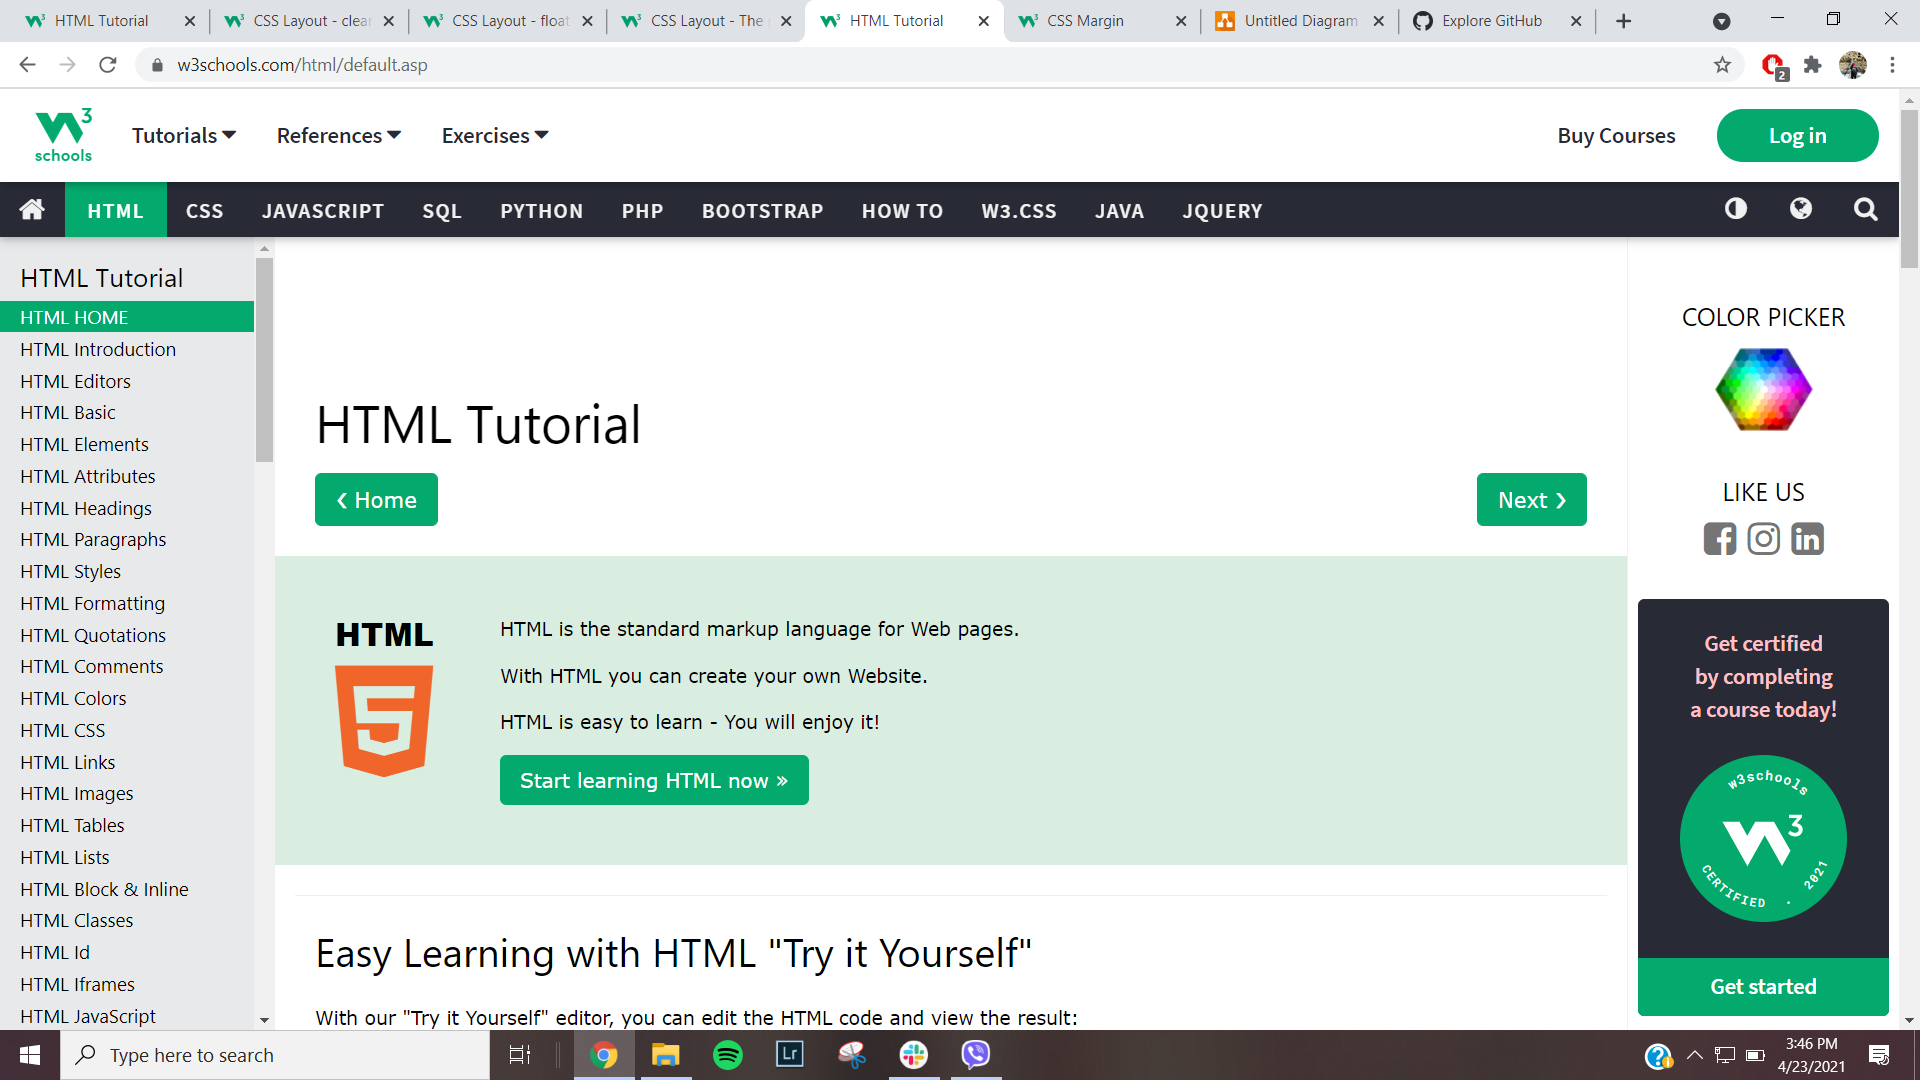 HTML Tutorial
CSS Layout - clear
CSS Layout - float
CSS Layout - The
HTML Tutorial
CSS Margin
Untitled Diagram
Explore GitHub
w3schools.com/html/default.asp
2
3
schools
Tutorials
References
Exercises
Buy Courses
Log in
HTML
CSS
JAVASCRIPT
SQL
PYTHON
PHP
BOOTSTRAP
HOW TO
W3.CSS
JAVA
JQUERY
HTML Tutorial
HTML HOME
HTML Introduction
HTML Editors
HTML Basic
HTML Elements
HTML Attributes
HTML Headings
HTML Paragraphs
HTML Styles
HTML Formatting
HTML Quotations
HTML Comments
HTML Colors
HTML CSS
HTML Links
HTML Images
HTML Tables
HTML Lists
HTML Block & Inline
HTML Classes
HTML Id
HTML Iframes
HTML JavaScript
HTML Tutorial
❮ Home
Next ❯
HTML
5
HTML is the standard markup language for Web pages.
With HTML you can create your own Website.
HTML is easy to learn - You will enjoy it!
Start learning HTML now »
Easy Learning with HTML "Try it Yourself"
With our "Try it Yourself" editor, you can edit the HTML code and view the result:
COLOR PICKER
LIKE US
Get certified
by completing
a course today!
w3schools
3
CERTIFIED . 2021
Get started
Type here to search
Lr
3:46 PM
4/23/2021